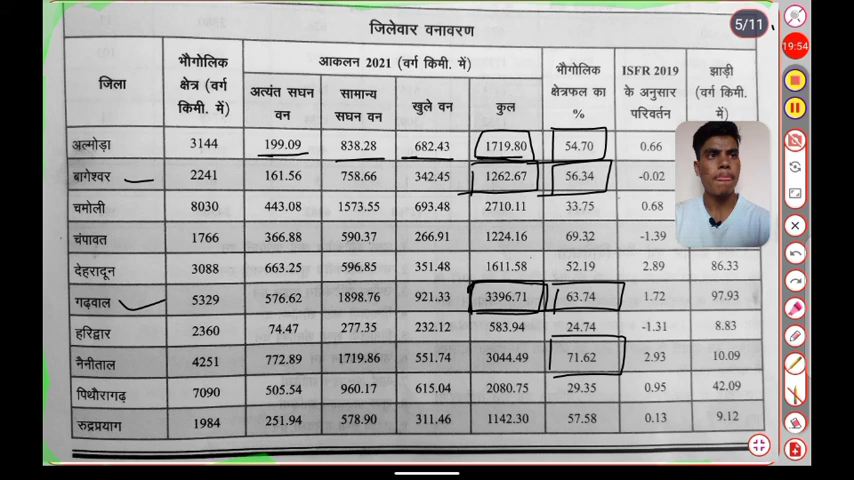 5/11
19:54
जिलेवार वनावरण
जिला भौगोलिक क्षेत्र (वर्ग किमी. में) आकलन 2021 (वर्ग किमी. में) भौगोलिक क्षेत्रफल का % ISFR 2019 के अनुसार परिवर्तन झाड़ी (वर्ग किमी. में)
अत्यंत सघन वन सामान्य सघन वन खुले वन कुल
अल्मोड़ा 3144 199.09 838.28 682.43 1719.80 54.70 0.66
बागेश्वर 2241 161.56 758.66 342.45 1262.67 56.34 -0.02
चमोली 8030 443.08 1573.55 693.48 2710.11 33.75 0.68
चंपावत 1766 366.88 590.37 266.91 1224.16 69.32 -1.39
देहरादून 3088 663.25 596.85 351.48 1611.58 52.19 2.89 86.33
गढ़वाल 5329 576.62 1898.76 921.33 3396.71 63.74 1.72 97.93
हरिद्वार 2360 74.47 277.35 232.12 583.94 24.74 -1.31 8.83
नैनीताल 4251 772.89 1719.86 551.74 3044.49 71.62 2.93 10.09
पिथौरागढ़ 7090 505.54 960.17 615.04 2080.75 29.35 0.95 42.09
रुद्रप्रयाग 1984 251.94 578.90 311.46 1142.30 57.58 0.13 9.12